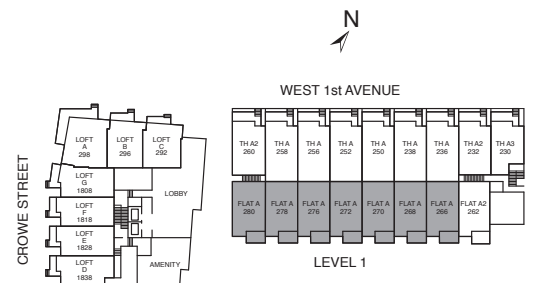 N
WEST 1st AVENUE
CROWE STREET
LOFT
A
298
LOFT
B
296
LOFT
C
292
LOFT
G
1808
LOBBY
LOFT
F
1818
LOFT
E
1828
LOFT
D
1838
AMENITY
TH A2
260
TH A
258
TH A
256
TH A
252
TH A
250
TH A
238
TH A
236
TH A2
232
TH A3
230
FLAT A
280
FLAT A
278
FLAT A
276
FLAT A
272
FLAT A
270
FLAT A
268
FLAT A
266
FLAT A2
262
LEVEL 1